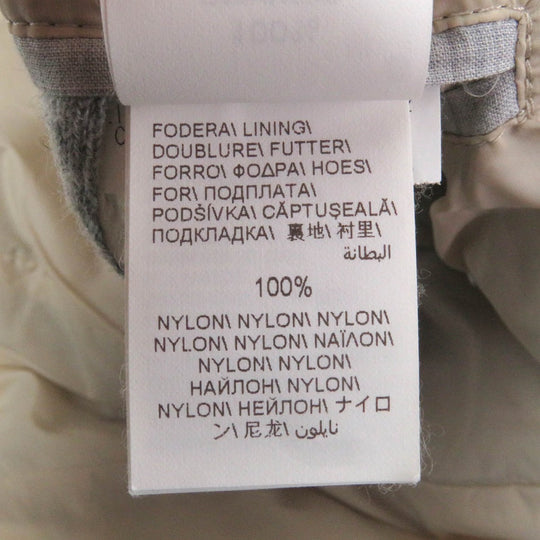 FODERA\ LINING\
DOUBLURE\ FUTTER\
FORRO\ ФОДРА\ HOES\
FOR\ ПОДПЛАТА\
PODŠÍVKA\ CĂPTUŞEALĂ\
ПОДКЛАДКА\ 裏地\ 衬里\
البطانة
100%
NYLON\ NYLON\ NYLON\
NYLON\ NYLON\ ΝΑΪΛΟΝ\
NYLON\ NYLON\
НАЙЛОН\ NYLON\
NYLON\ НЕЙЛОН\ ナイロ
ン\ 尼龙\ نايلون